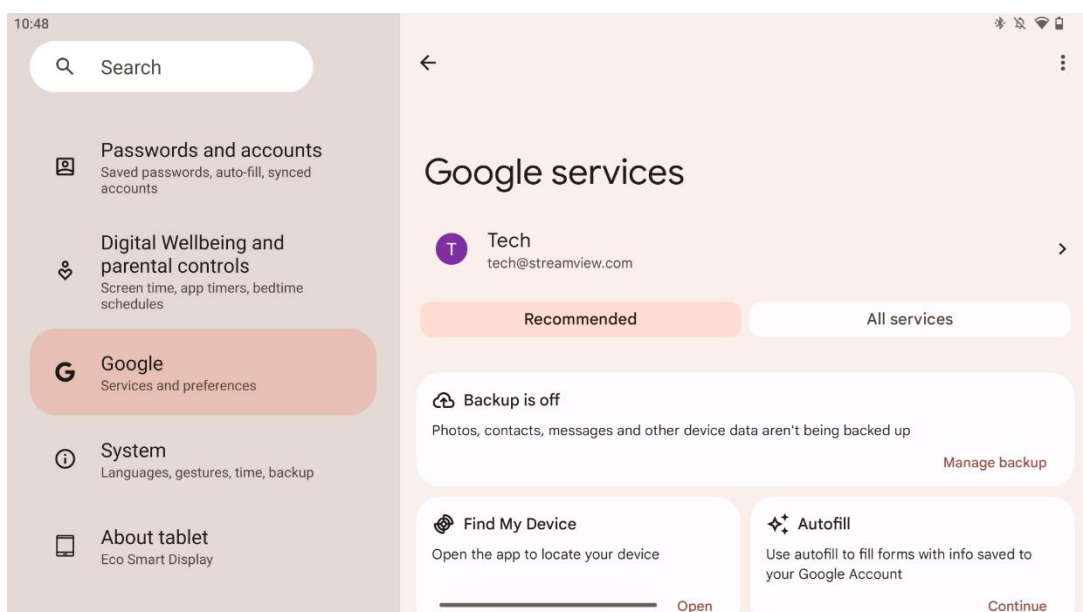 10:48
Search
Passwords and accounts
Saved passwords, auto-fill, synced
accounts
Digital Wellbeing and
parental controls
Screen time, app timers, bedtime
schedules
Google
Services and preferences
System
Languages, gestures, time, backup
About tablet
Eco Smart Display
Google services
T
Tech
tech@streamview.com
Recommended
All services
Backup is off
Photos, contacts, messages and other device data aren't being backed up
Manage backup
Find My Device
Open the app to locate your device
Open
Autofill
Use autofill to fill forms with info saved to
your Google Account
Continue